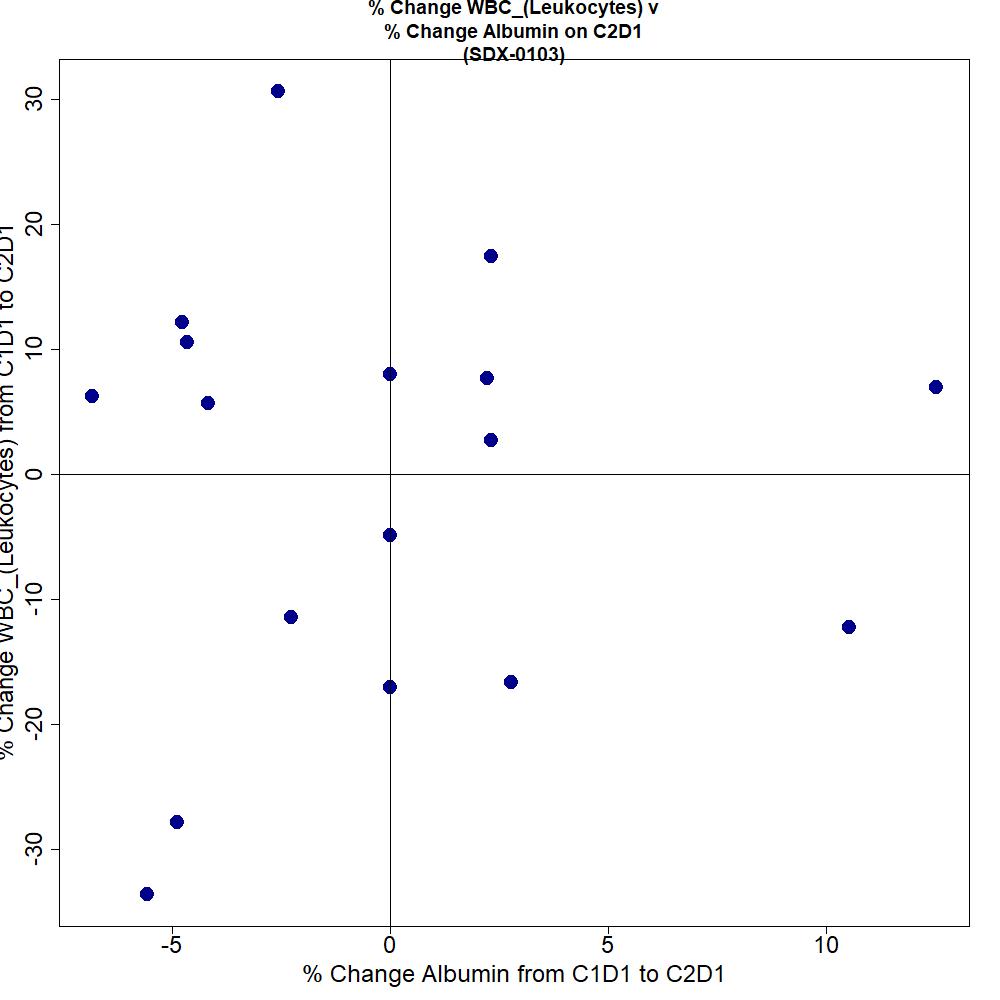 % Change WBC_(Leukocytes) v
% Change Albumin on C2D1
(SDX-0103)
% Change WBC_(Leukocytes) from C1D1 to C2D1
30
20
10
0
-10
-20
-30
-5
0
5
10
% Change Albumin from C1D1 to C2D1